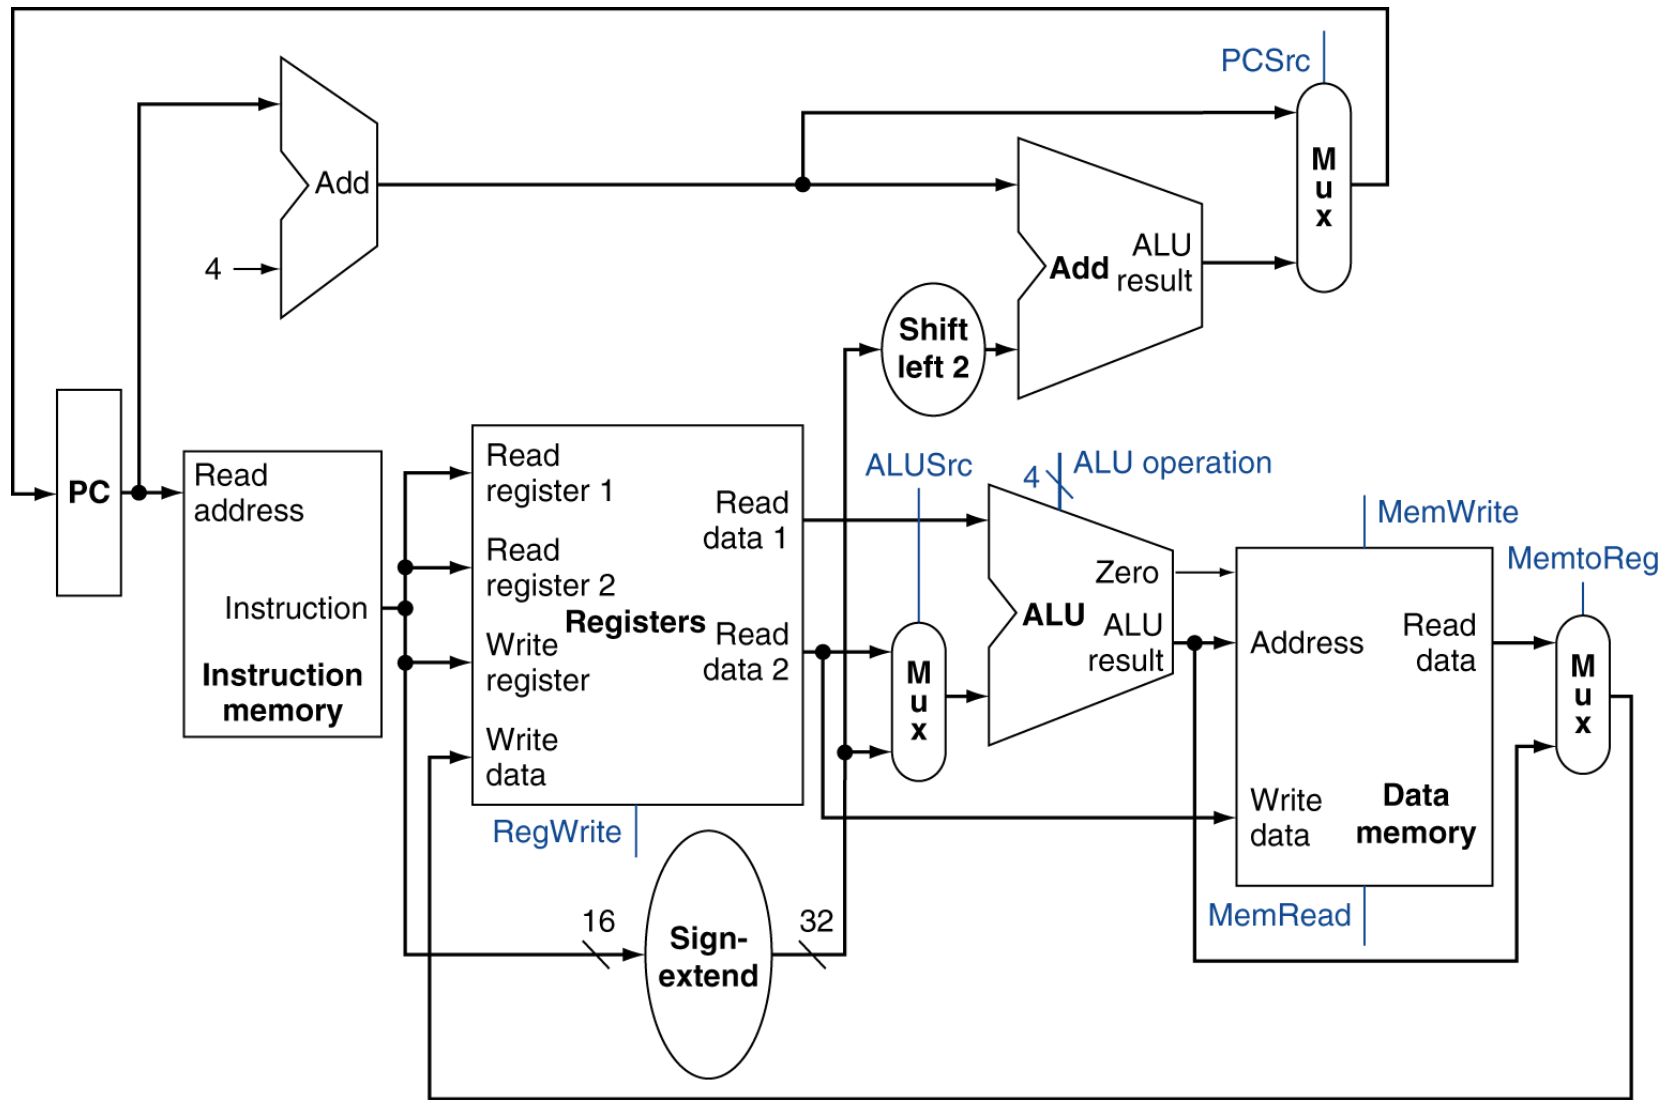 PCSrc
M
u
x
Add
4
ALU
result
Add
Shift
left 2
PC
Read
address
Instruction
Instruction
memory
Read
register 1
Read
register 2
Write
register
Write
data
Read
data 1
Registers
Read
data 2
RegWrite
16
Sign-
extend
32
ALUSrc
M
u
x
4
ALU operation
Zero
ALU
ALU
result
MemWrite
Address
Read
data
Write
data
Data
memory
MemRead
MemtoReg
M
u
x